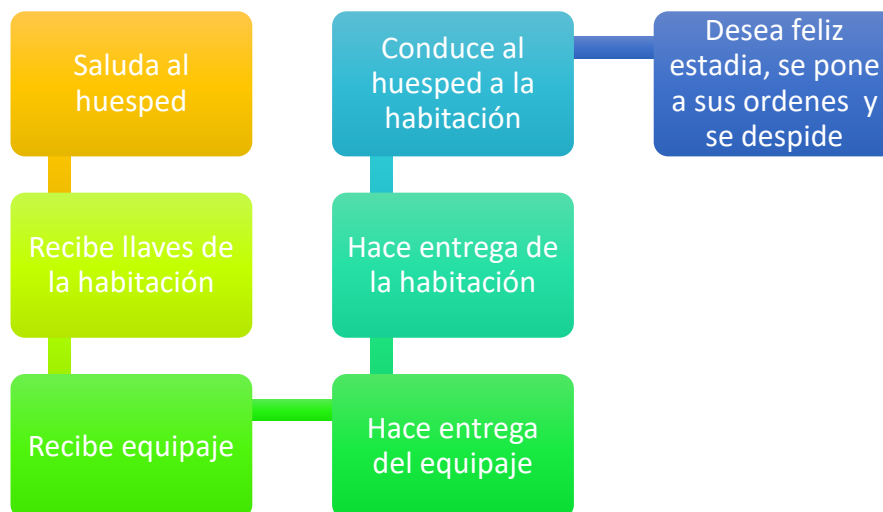 Saluda al
huesped
Recibe llaves de
la habitación
Recibe equipaje
Hace entrega
del equipaje
Hace entrega de
la habitación
Conduce al
huesped a la
habitación
Desea feliz
estadia, se pone
a sus ordenes y
se despide